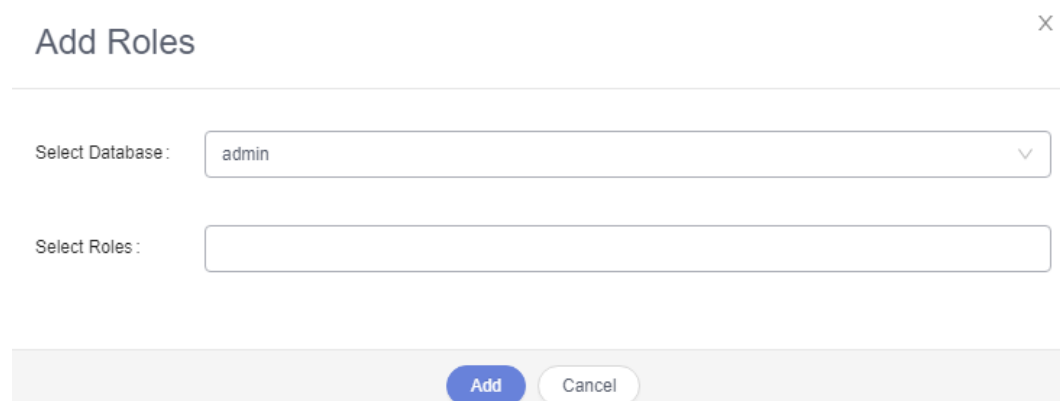 Add Roles
X
Select Database :
admin
Select Roles :
Add
Cancel